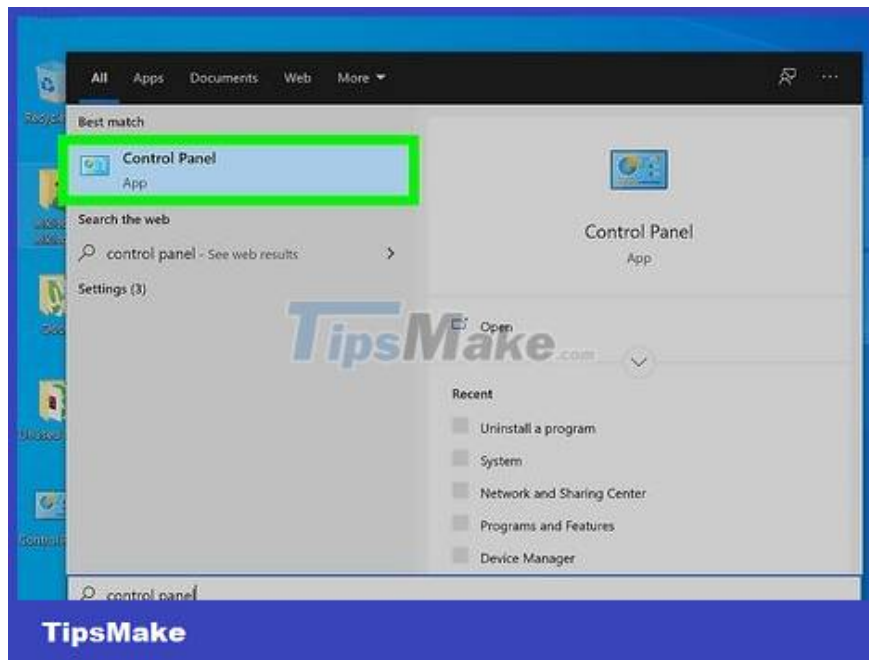 All Apps Documents Web More
Best match
Control Panel
App
Search the web
control panel - See web results
Settings (3)
Control Panel
App
Open
TipsMake.com
Recent
Uninstall a program
System
Network and Sharing Center
Programs and Features
Device Manager
control panel
TipsMake